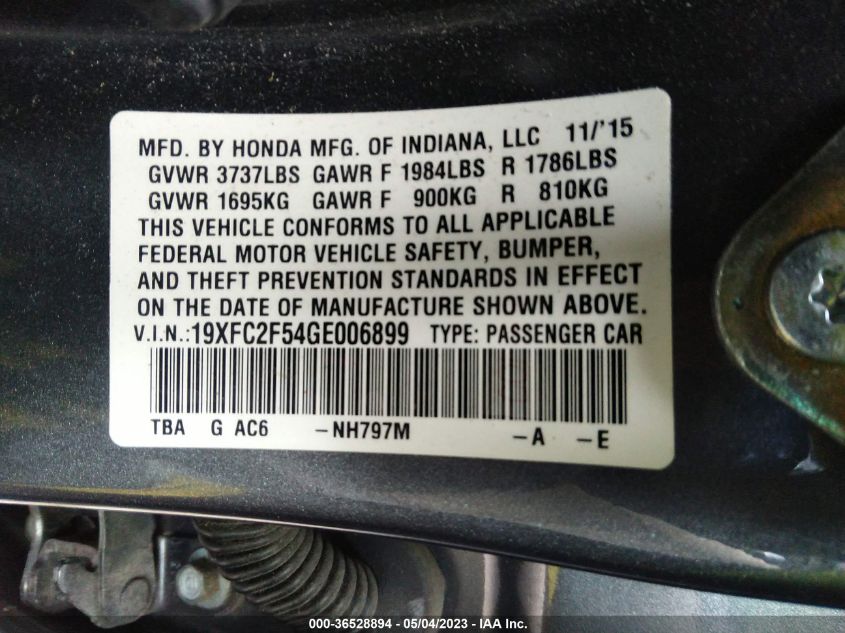 MFD. BY HONDA MFG. OF INDIANA, LLC 11/'15
GVWR 3737LBS GAWR F 1984LBS R 1786LBS
GVWR 1695KG GAWR F 900KG R 810KG
THIS VEHICLE CONFORMS TO ALL APPLICABLE
FEDERAL MOTOR VEHICLE SAFETY, BUMPER,
AND THEFT PREVENTION STANDARDS IN EFFECT
ON THE DATE OF MANUFACTURE SHOWN ABOVE.
V.I.N.:19XFC2F54GE006899 TYPE: PASSENGER CAR
TBA G AC6 -NH797M -A -E
000-36528894 - 05/04/2023 - IAA Inc.